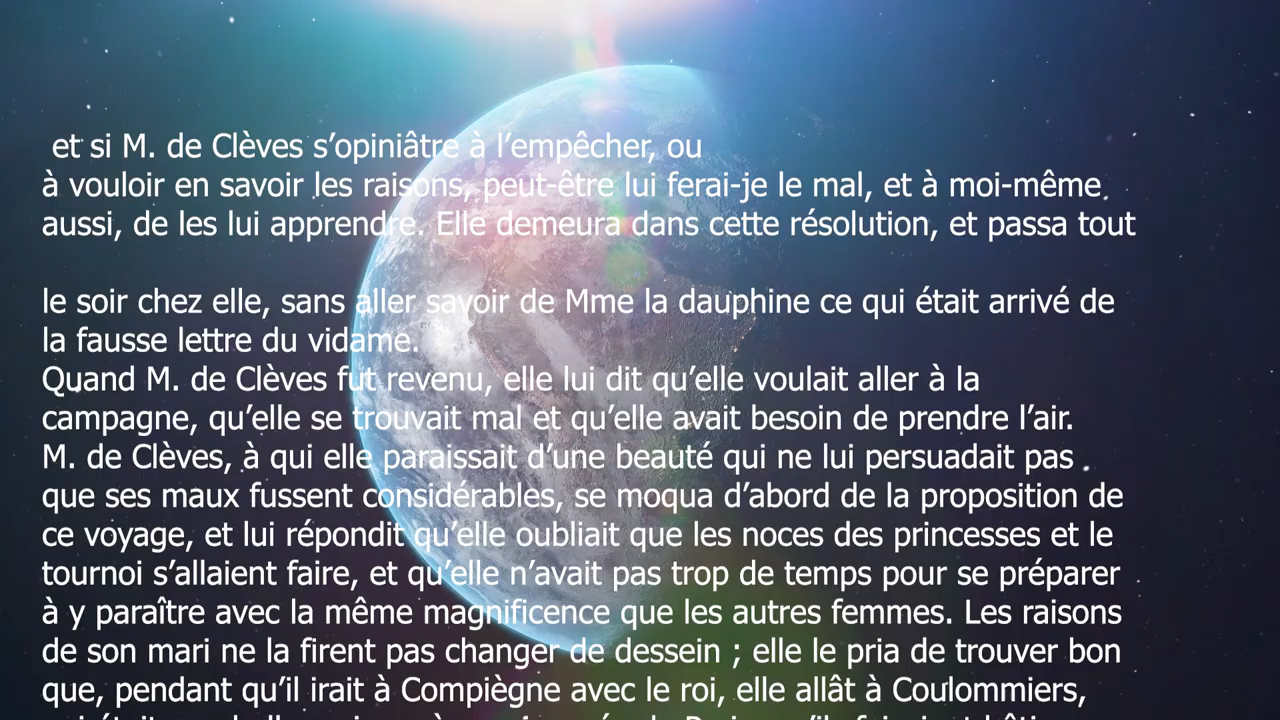 et si M. de Clèves s’opiniâtre à l’empêcher, ou
à vouloir en savoir les raisons, peut-être lui ferai-je le mal, et à moi-même
aussi, de les lui apprendre. Elle demeura dans cette résolution, et passa tout
le soir chez elle, sans aller savoir de Mme la dauphine ce qui était arrivé de
la fausse lettre du vidame.
Quand M. de Clèves fut revenu, elle lui dit qu’elle voulait aller à la
campagne, qu’elle se trouvait mal et qu’elle avait besoin de prendre l’air.
M. de Clèves, à qui elle paraissait d’une beauté qui ne lui persuadait pas
que ses maux fussent considérables, se moqua d’abord de la proposition de
ce voyage, et lui répondit qu’elle oubliait que les noces des princesses et le
tournoi s’allaient faire, et qu’elle n’avait pas trop de temps pour se préparer
à y paraître avec la même magnificence que les autres femmes. Les raisons
de son mari ne la firent pas changer de dessein ; elle le pria de trouver bon
que, pendant qu’il irait à Compiègne avec le roi, elle allât à Coulommiers,